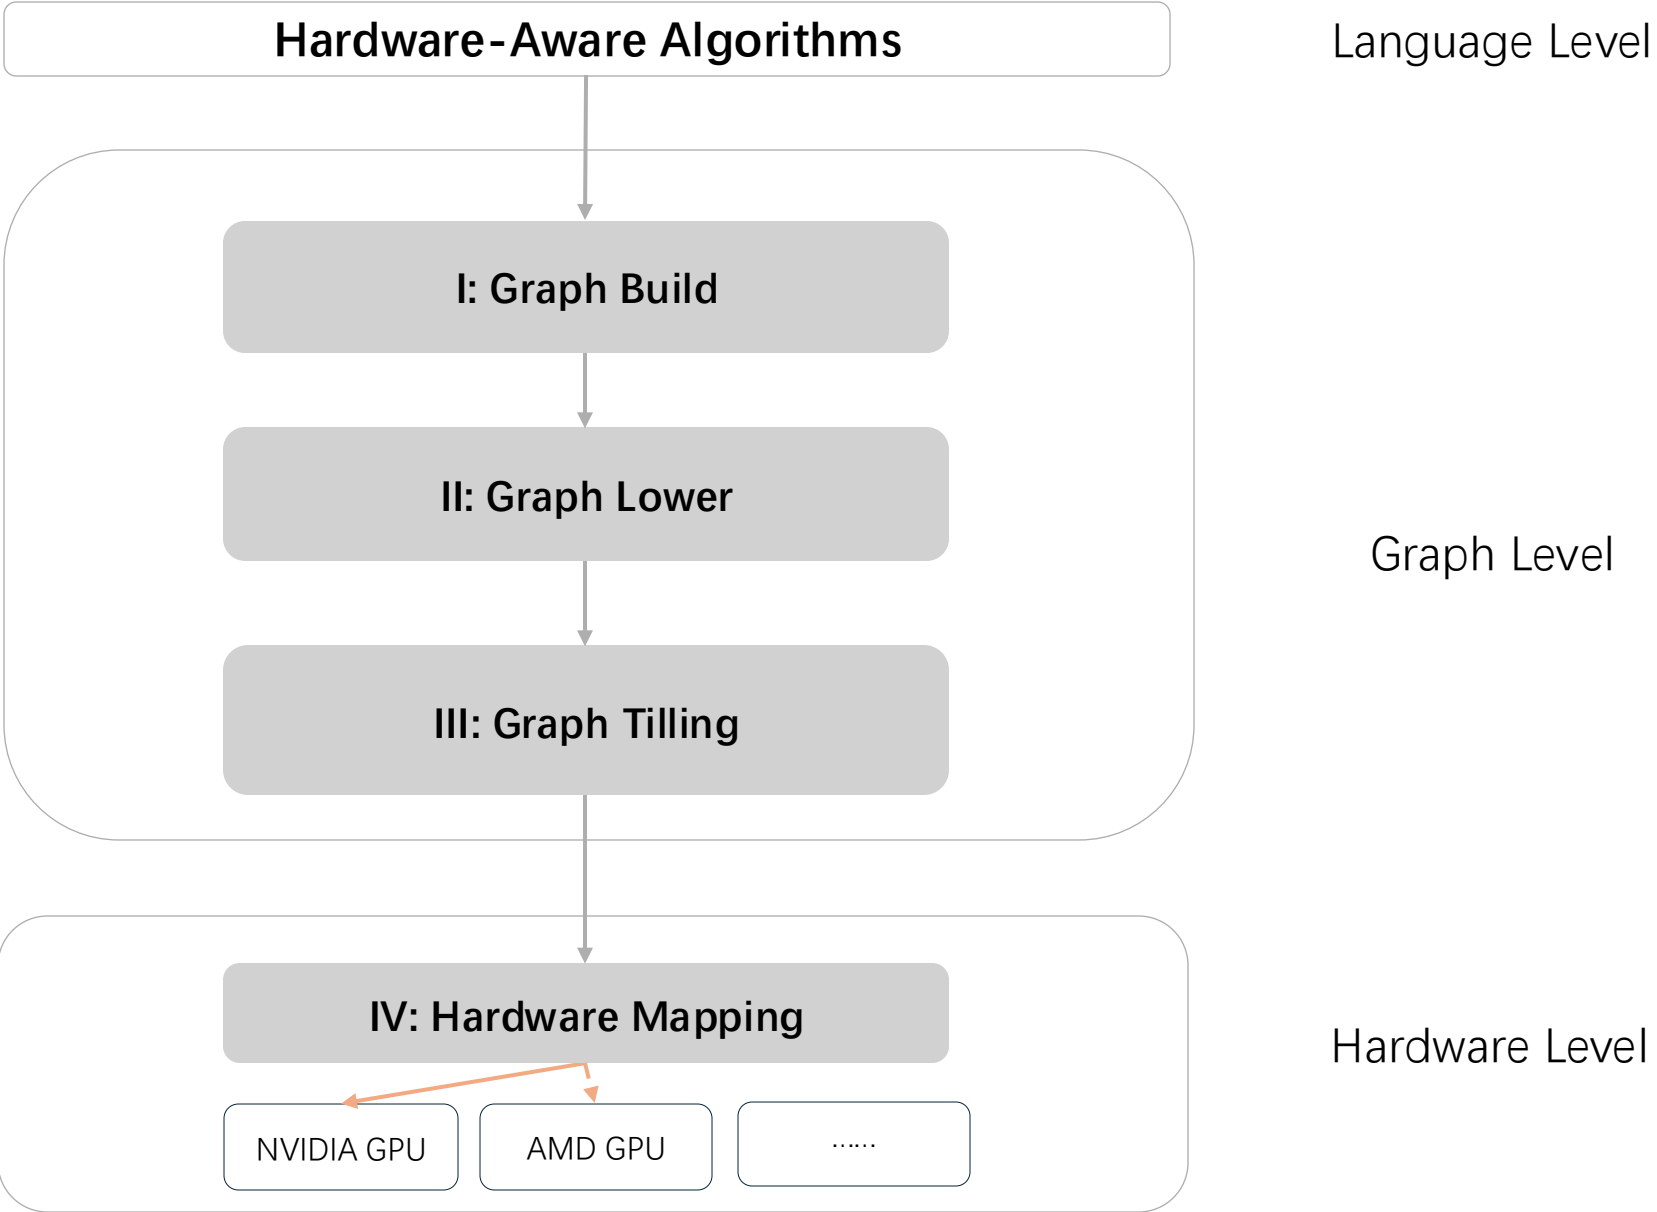 Hardware-Aware Algorithms
Language Level
I: Graph Build
II: Graph Lower
Graph Level
III: Graph Tilling
IV: Hardware Mapping
Hardware Level
NVIDIA GPU
AMD GPU
......